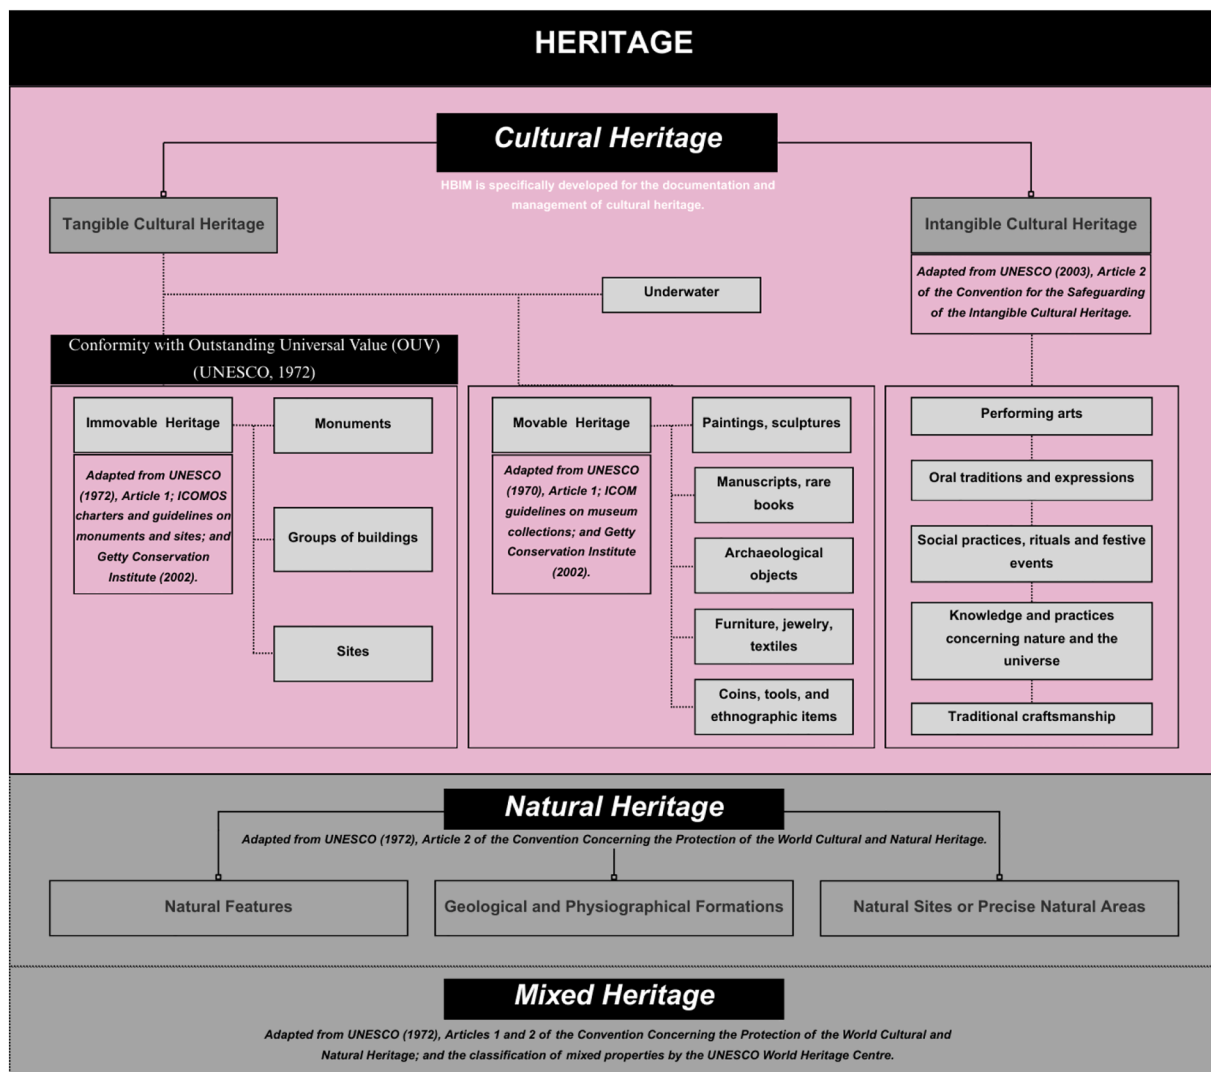 HERITAGE
Cultural Heritage
HBIM is specifically developed for the documentation and
management of cultural heritage.
Tangible Cultural Heritage
Intangible Cultural Heritage
Adapted from UNESCO (2003), Article 2
of the Convention for the Safeguarding
of the Intangible Cultural Heritage.
Underwater
Conformity with Outstanding Universal Value (OUV)
(UNESCO, 1972)
Immovable Heritage
Adapted from UNESCO
(1972), Article 1; ICOMOS
charters and guidelines on
monuments and sites; and
Getty Conservation
Institute (2002).
Monuments
Groups of buildings
Sites
Movable Heritage
Adapted from UNESCO
(1970), Article 1; ICOM
guidelines on museum
collections; and Getty
Conservation Institute
(2002).
Paintings, sculptures
Manuscripts, rare
books
Archaeological
objects
Furniture, jewelry,
textiles
Coins, tools, and
ethnographic items
Performing arts
Oral traditions and expressions
Social practices, rituals and festive
events
Knowledge and practices
concerning nature and the
universe
Traditional craftsmanship
Natural Heritage
Adapted from UNESCO (1972), Article 2 of the Convention Concerning the Protection of the World Cultural and Natural Heritage.
Natural Features
Geological and Physiographical Formations
Natural Sites or Precise Natural Areas
Mixed Heritage
Adapted from UNESCO (1972), Articles 1 and 2 of the Convention Concerning the Protection of the World Cultural and
Natural Heritage; and the classification of mixed properties by the UNESCO World Heritage Centre.